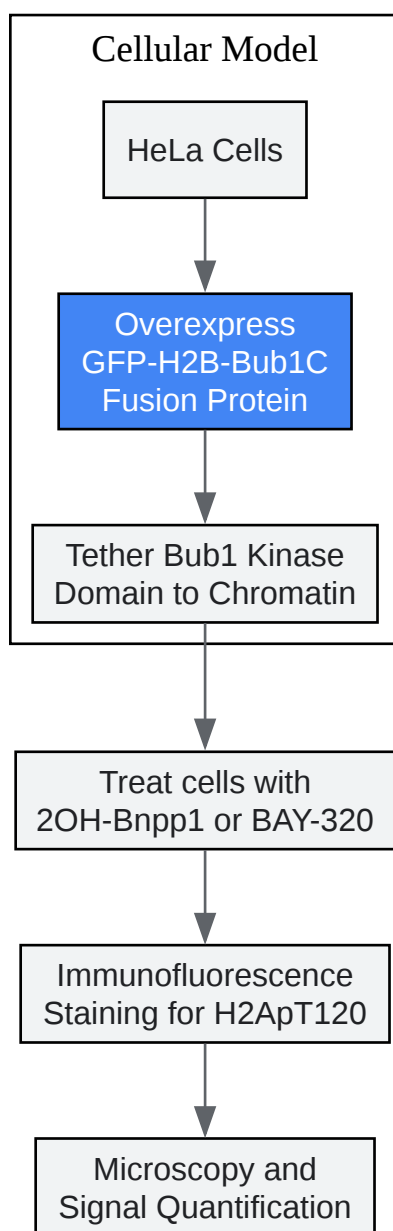 Cellular Model
HeLa Cells
Overexpress
GFP-H2B-Bub1C
Fusion Protein
Tether Bub1 Kinase
Domain to Chromatin
Treat cells with
2OH-Bnpp1 or BAY-320
Immunofluorescence
Staining for H2ApT120
Microscopy and
Signal Quantification